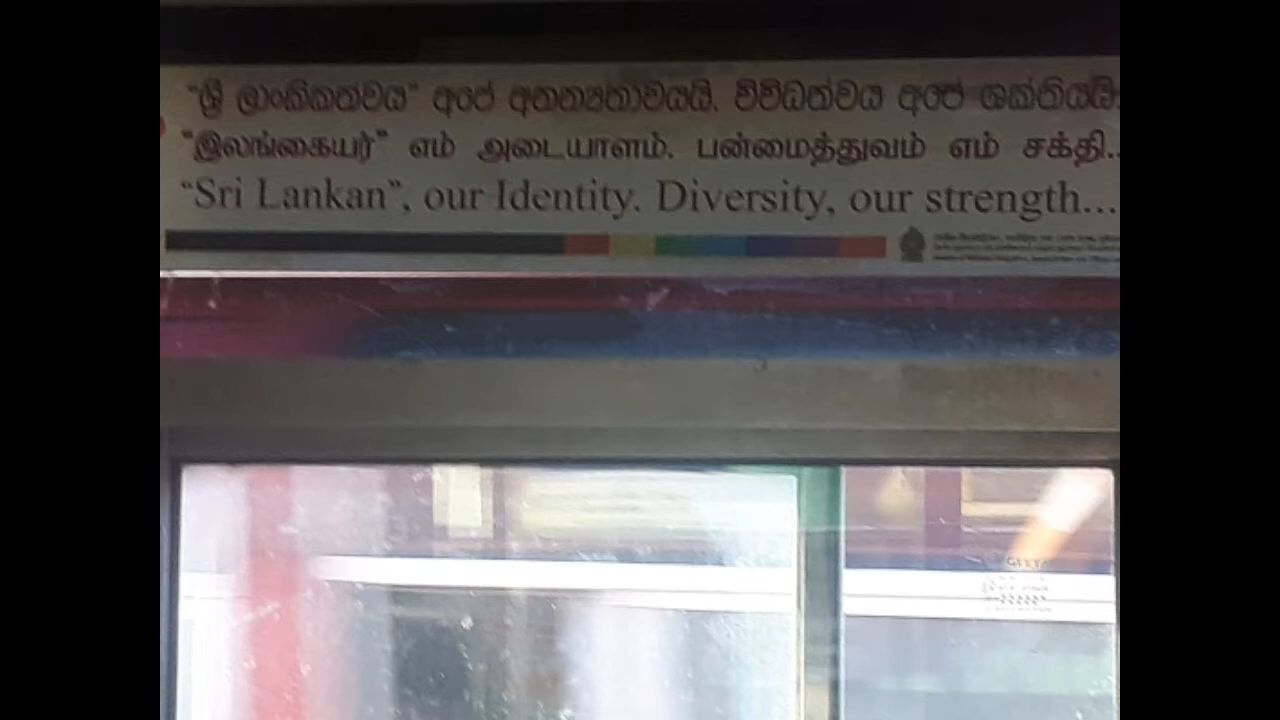 "ශ්‍රී ලාංකිකත්වය" අපේ අනන්‍යතාවයයි. විවිධත්වය අපේ ශක්තියයි.
"இலங்கையர்" எம் அடையாளம். பன்மைத்துவம் எம் சக்தி..
"Sri Lankan", our Identity. Diversity, our strength...